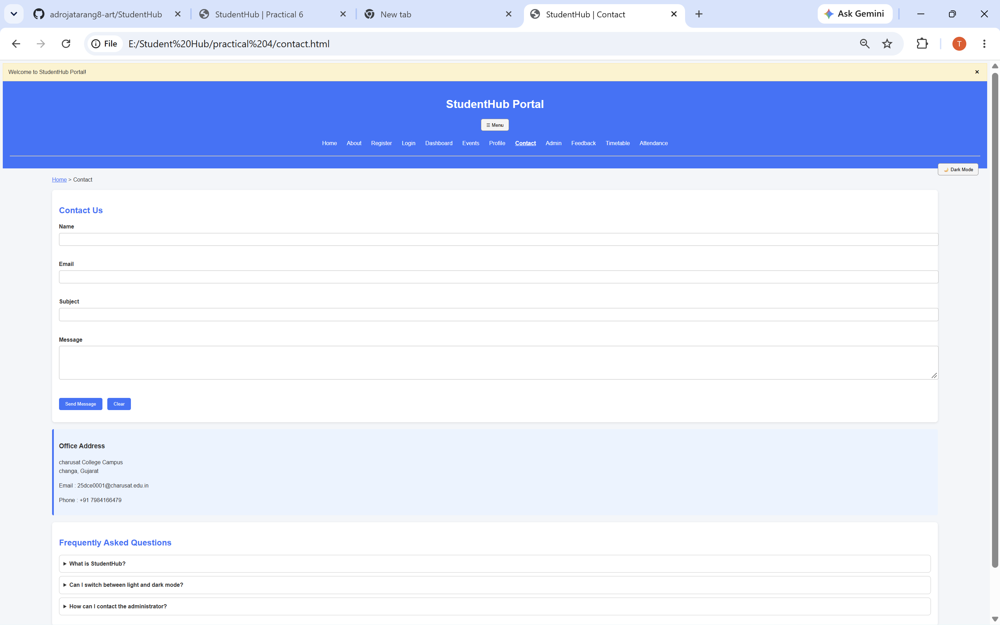 adrojatarang8-art/StudentHub
StudentHub | Practical 6
New tab
StudentHub | Contact
Ask Gemini
File
E:/Student%20Hub/practical%204/contact.html
T
Welcome to StudentHub Portal!
×
StudentHub Portal
☰ Menu
Home About Register Login Dashboard Events Profile Contact Admin Feedback Timetable Attendance
🌙 Dark Mode
Home > Contact
Contact Us
Name
Email
Subject
Message
Send Message Clear
Office Address
charusat College Campus
changa, Gujarat
Email : 25dce0001@charusat.edu.in
Phone : +91 7984166479
Frequently Asked Questions
What is StudentHub?
Can I switch between light and dark mode?
How can I contact the administrator?